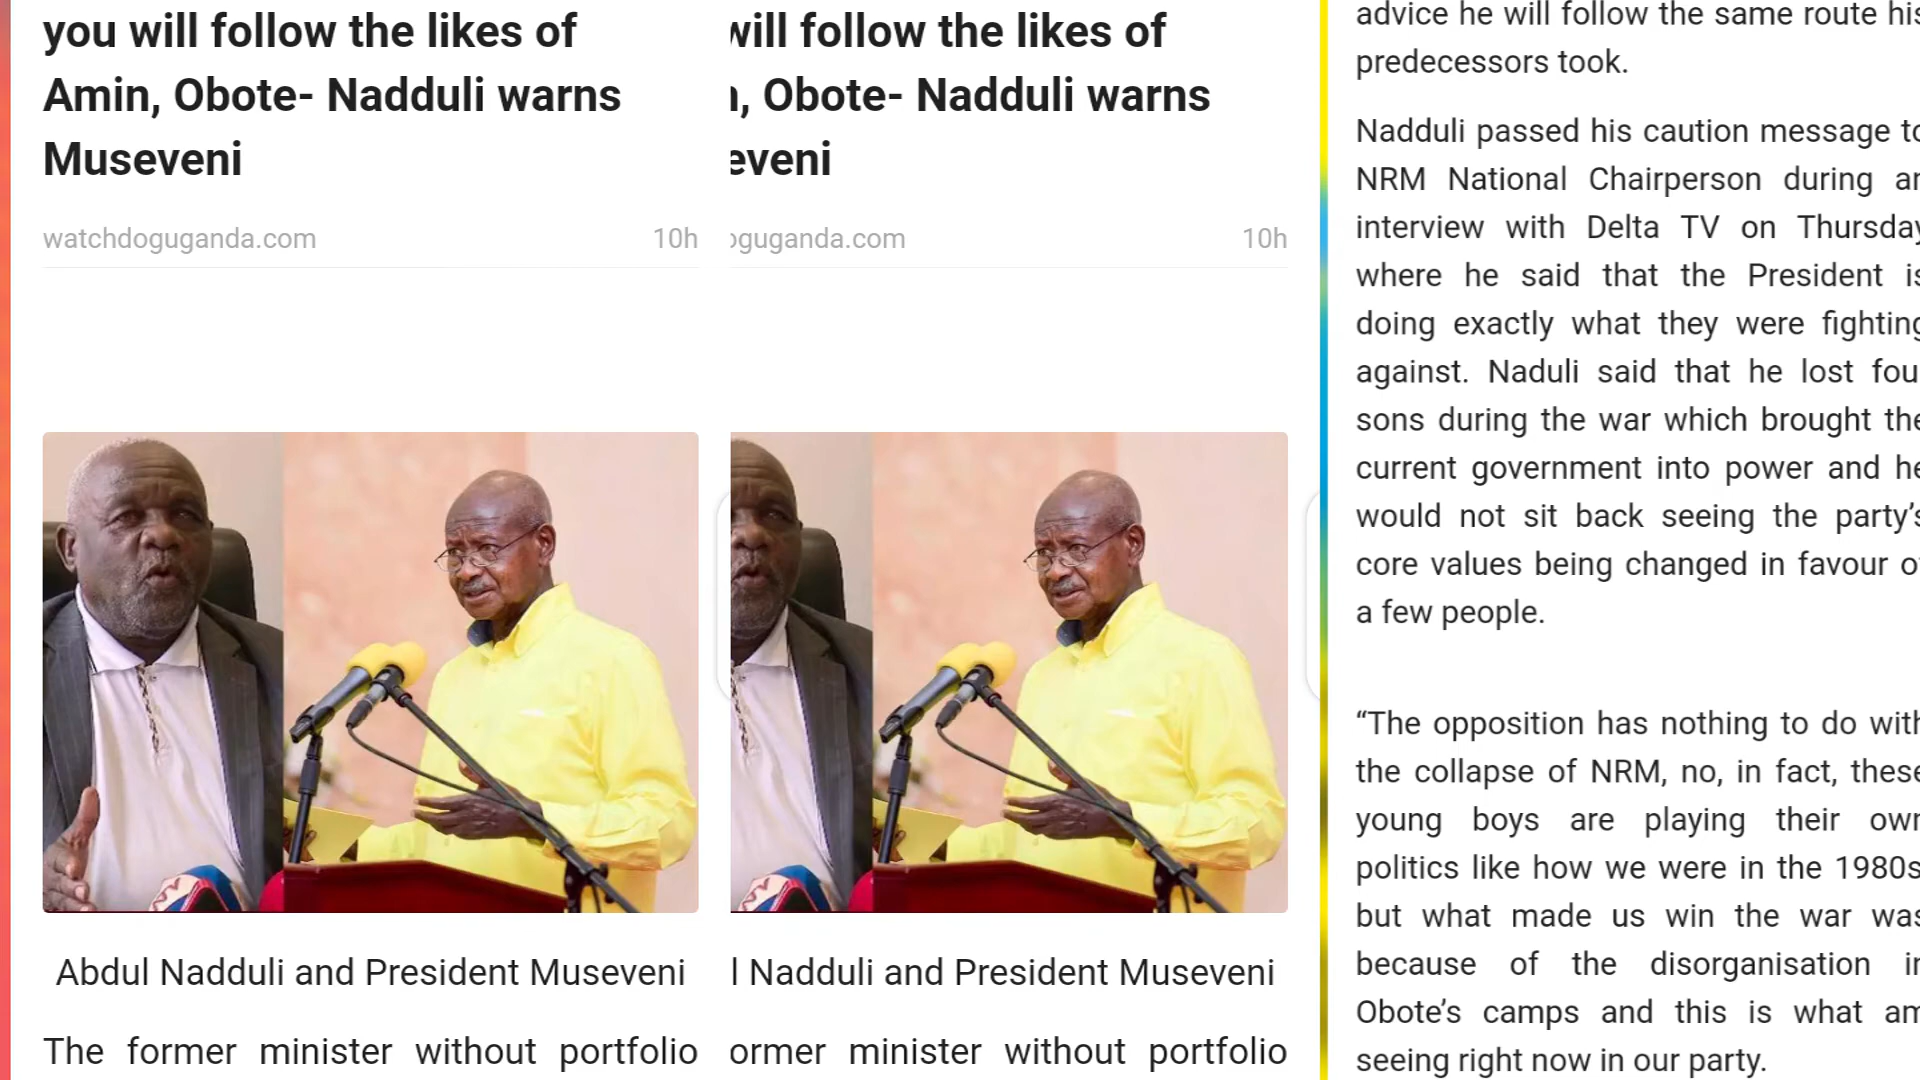 you will follow the likes of
Amin, Obote- Nadduli warns
Museveni
watchdoguganda.com 10h
Abdul Nadduli and President Museveni
The former minister without portfolio
will follow the likes of
, Obote- Nadduli warns
eveni
oguganda.com 10h
l Nadduli and President Museveni
ormer minister without portfolio
advice he will follow the same route his
predecessors took.
Nadduli passed his caution message to
NRM National Chairperson during an
interview with Delta TV on Thursday
where he said that the President is
doing exactly what they were fighting
against. Naduli said that he lost fou
sons during the war which brought the
current government into power and he
would not sit back seeing the party’s
core values being changed in favour of
a few people.
“The opposition has nothing to do with
the collapse of NRM, no, in fact, these
young boys are playing their own
politics like how we were in the 1980s
but what made us win the war was
because of the disorganisation in
Obote’s camps and this is what am
seeing right now in our party.